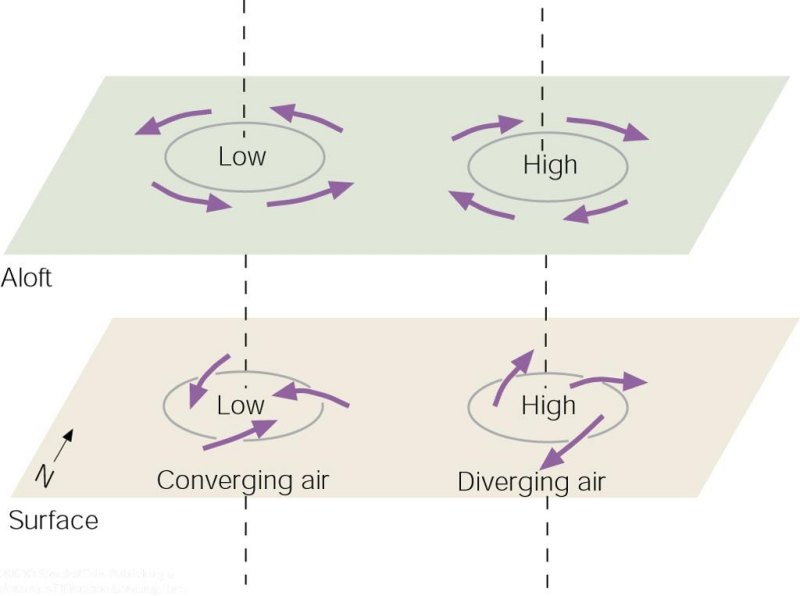 Low
High
Aloft
Low
High
N
Converging air
Diverging air
Surface